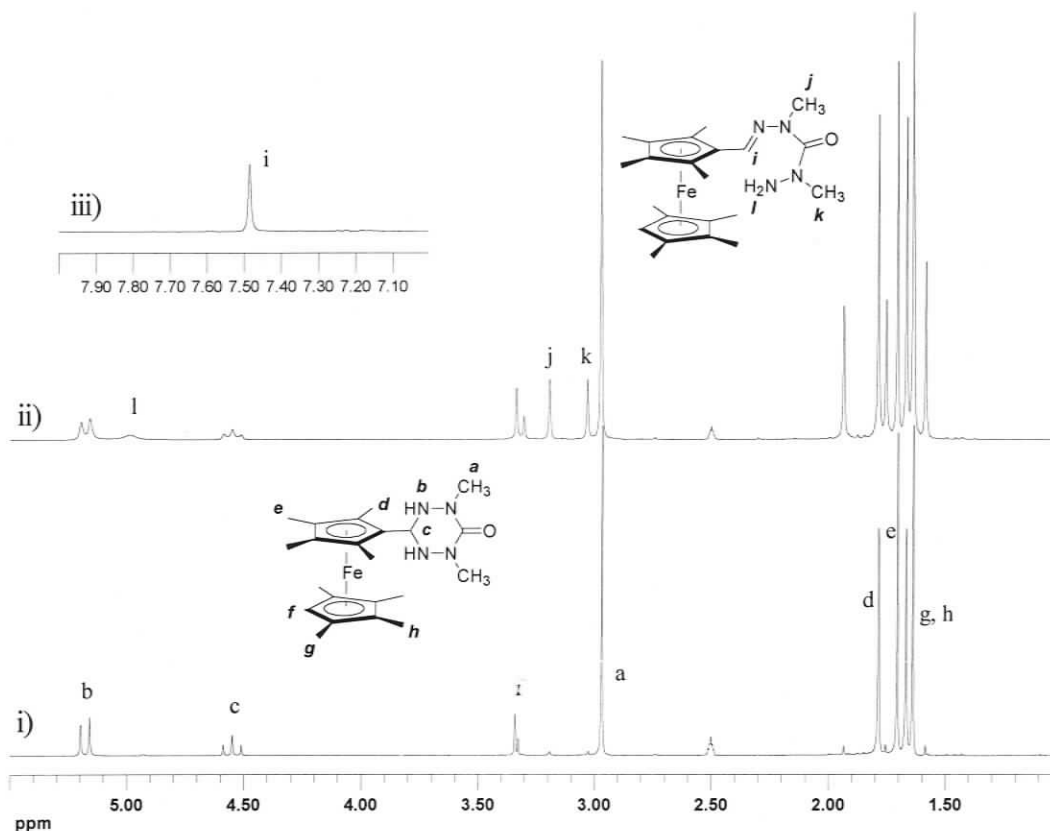 j
CH₃
N–N
O
i
H₂N–N
l
CH₃
k
Fe
iii)
i
7.90 7.80 7.70 7.60 7.50 7.40 7.30 7.20 7.10
j
k
l
ii)
a
b
CH₃
d
HN–N
e
c
O
HN–N
CH₃
Fe
f
h
g
e
d
g, h
b
c
a
i)
5.00 4.50 4.00 3.50 3.00 2.50 2.00 1.50
ppm